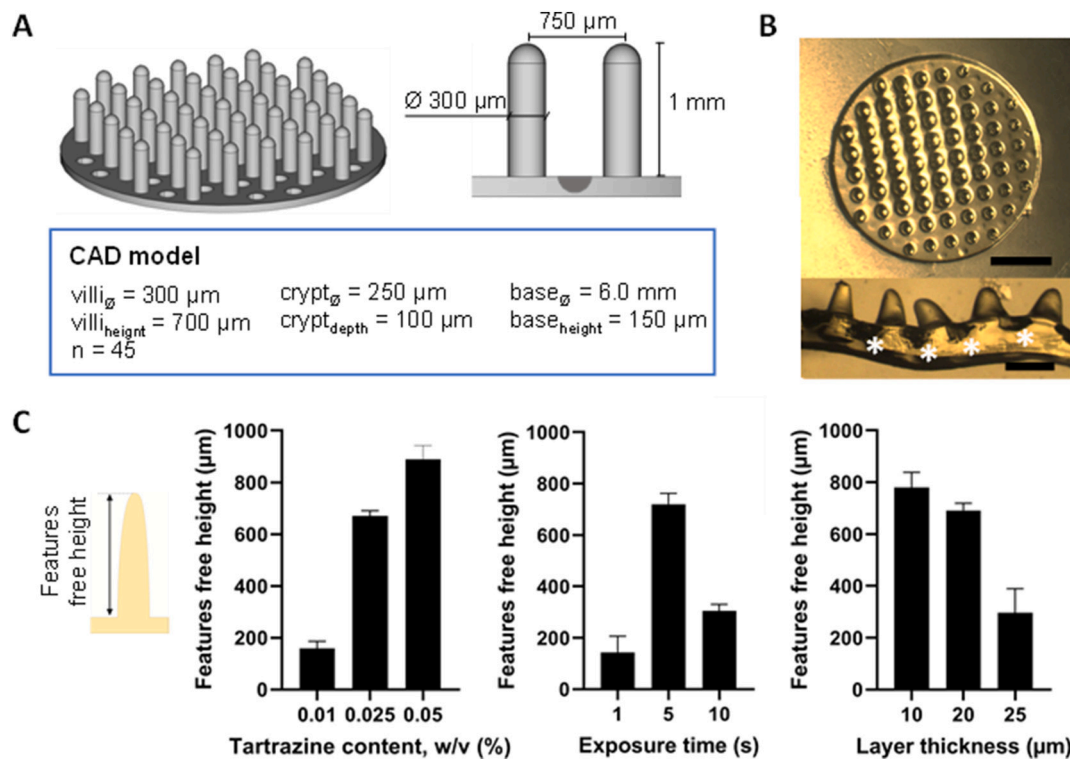 A
750 µm
Ø 300 µm
1 mm
B
CAD model
villiø = 300 µm cryptø = 250 µm baseø = 6.0 mm
villiheignt = 700 µm cryptdepth = 100 µm baseheight = 150 µm
n = 45
* * * *
C
Features
free height
Features free height (µm)
1000
800
600
400
200
0
0.01 0.025 0.05
Tartrazine content, w/v (%)
Features free height (µm)
1000
800
600
400
200
0
1 5 10
Exposure time (s)
Features free height (µm)
1000
800
600
400
200
0
10 20 25
Layer thickness (µm)